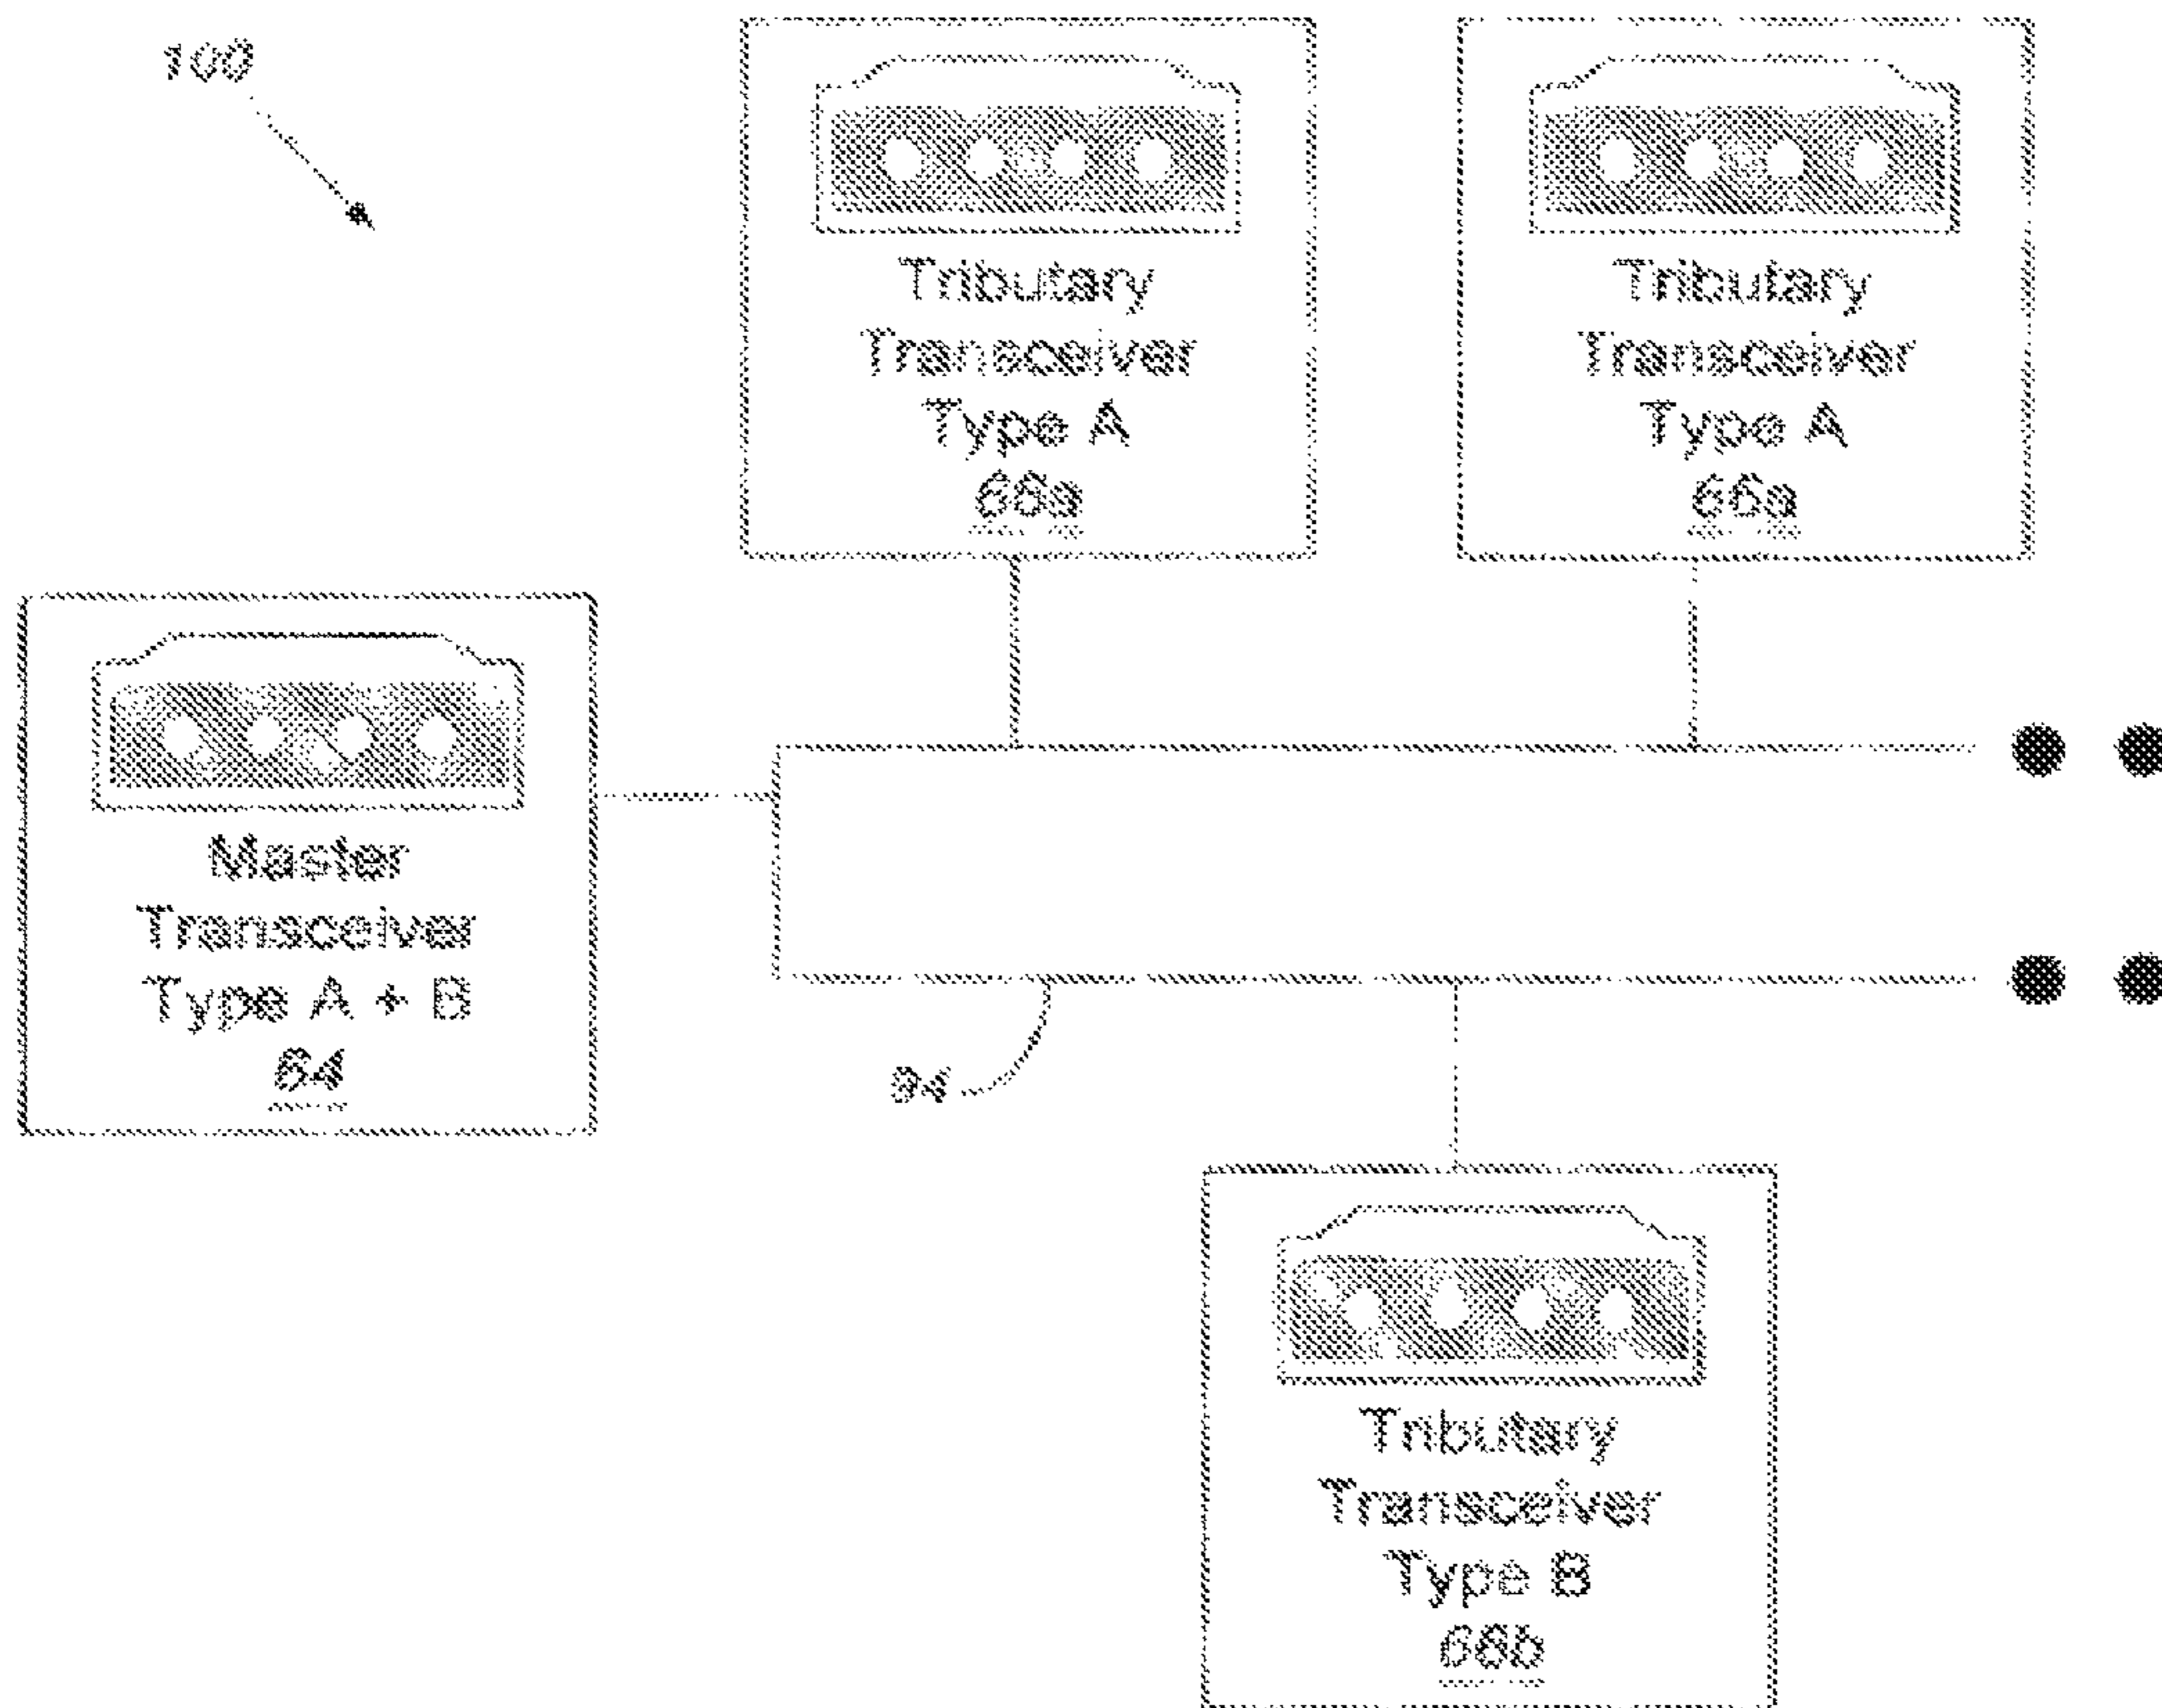 100
Tributary
Transceiver
Type A
66a
Tributary
Transceiver
Type A
66a
Master
Transceiver
Type A + B
64
94
Tributary
Transceiver
Type B
66b